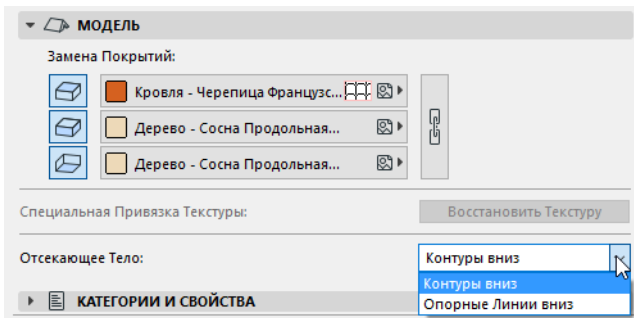 МОДЕЛЬ
Замена Покрытий:
Кровля - Черепица Французс...
Дерево - Сосна Продольная...
Дерево - Сосна Продольная...
Специальная Привязка Текстуры:
Восстановить Текстуру
Отсекающее Тело:
Контуры вниз
Контуры вниз
Опорные Линии вниз
КАТЕГОРИИ И СВОЙСТВА